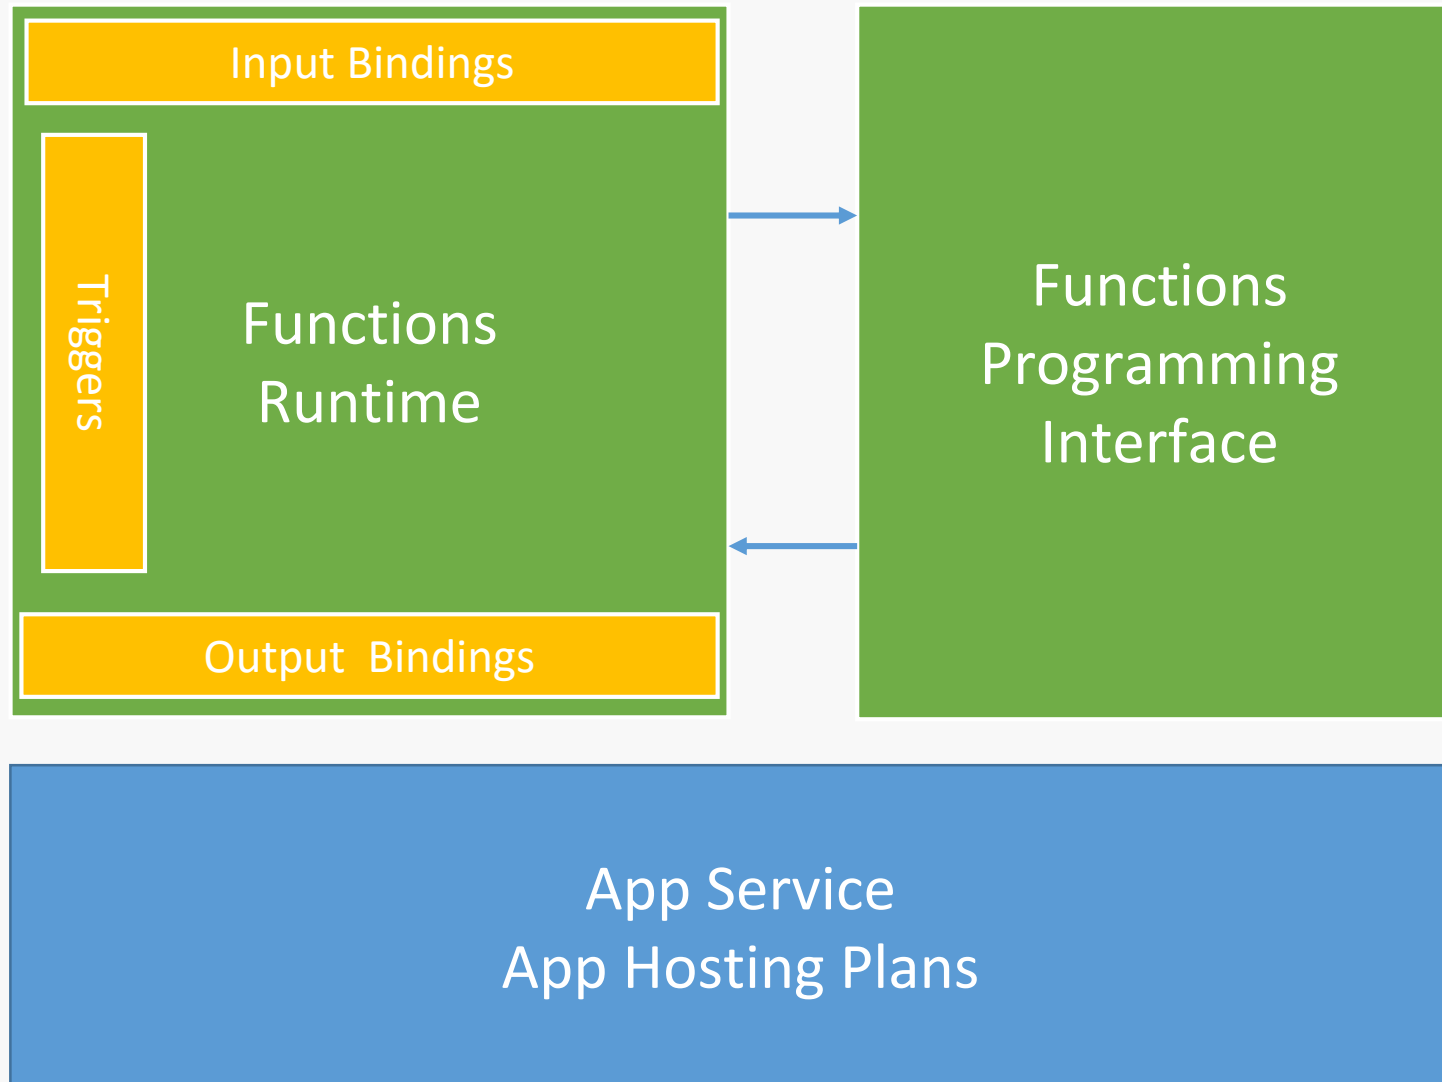 Input Bindings
Triggers
Functions
Runtime
Output  Bindings
Functions
Programming
Interface
App Service
App Hosting Plans